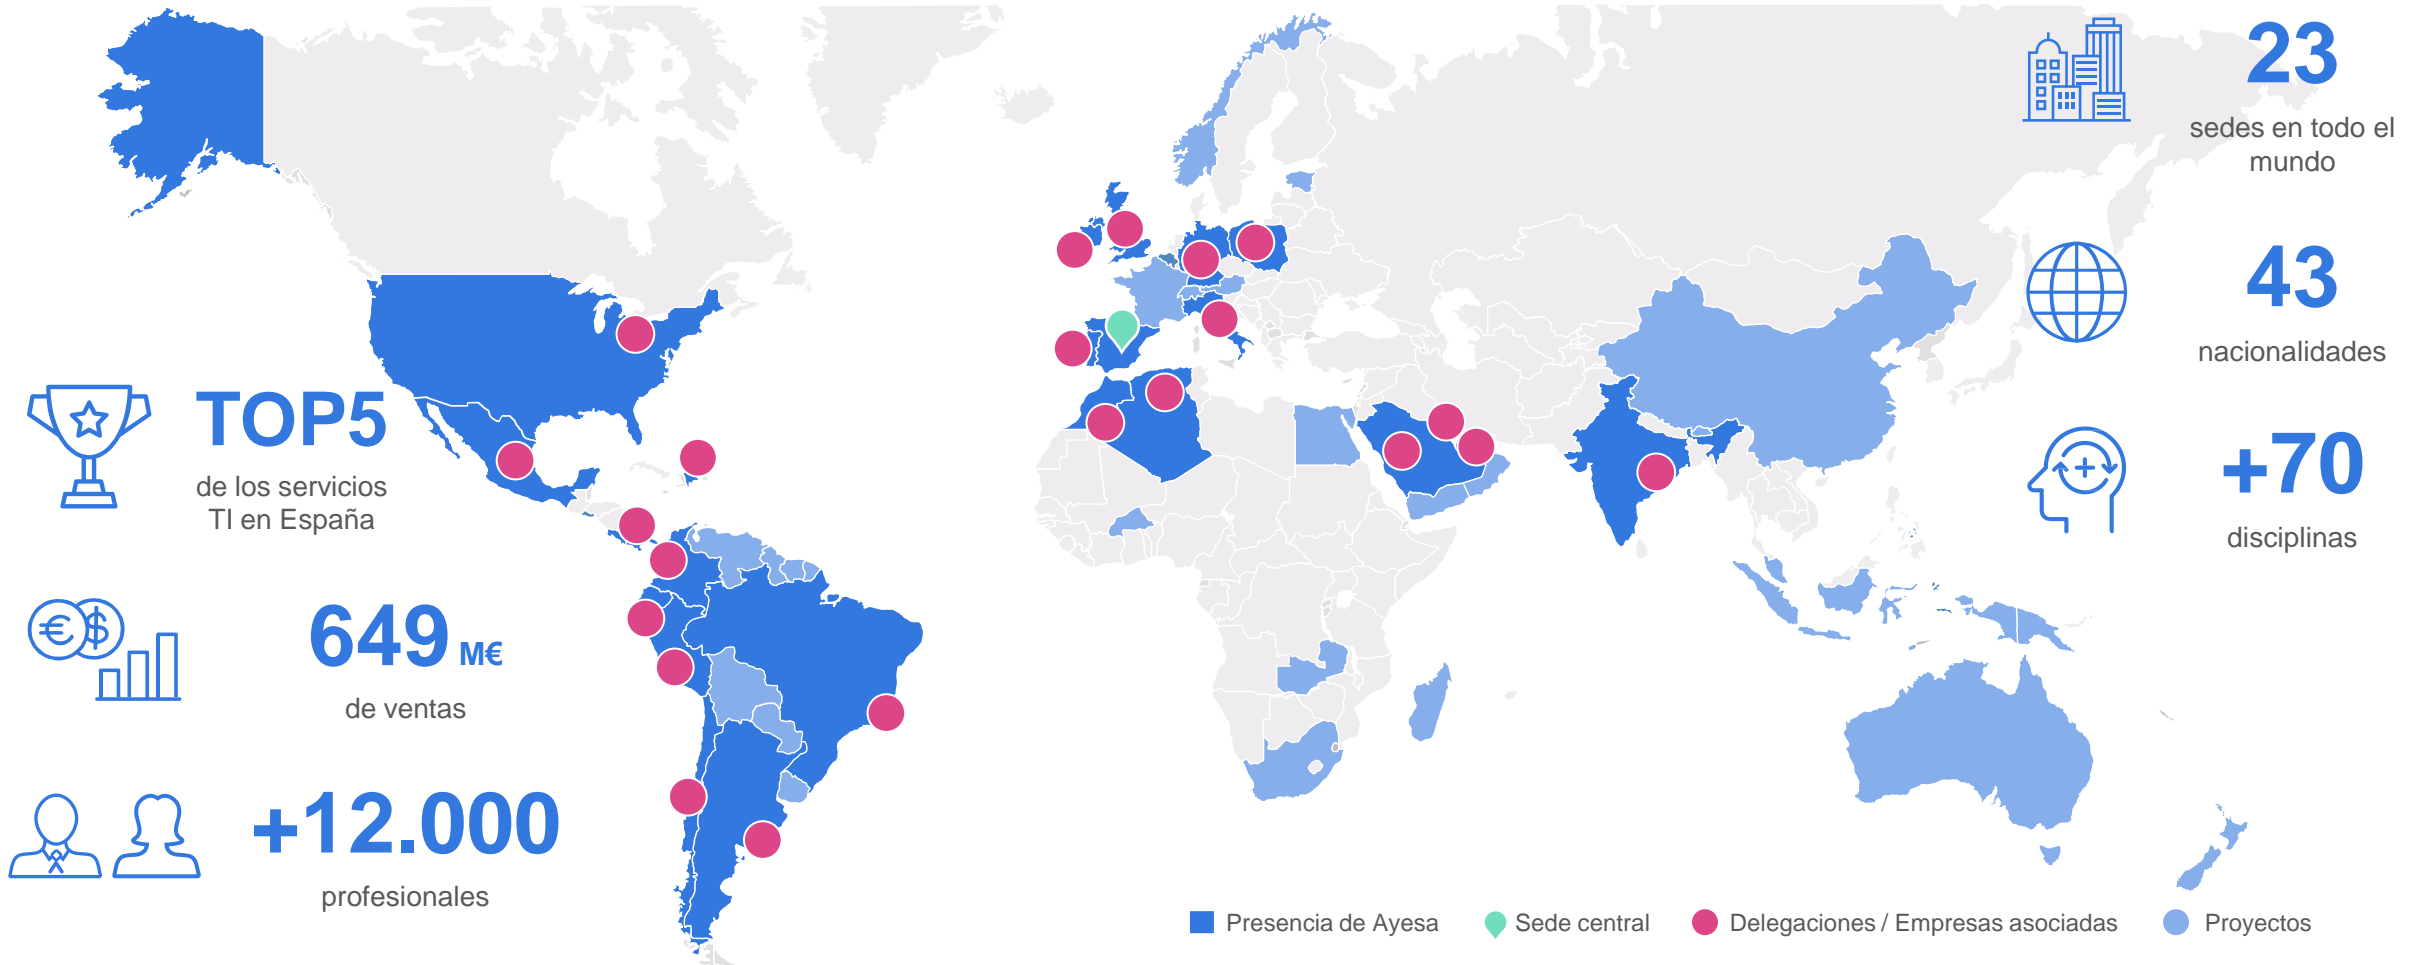 TOP5
de los servicios
TI en España
649 M€
de ventas
+12.000
profesionales
23
sedes en todo el
mundo
43
nacionalidades
+70
disciplinas
Presencia de Ayesa
Sede central
Delegaciones / Empresas asociadas
Proyectos